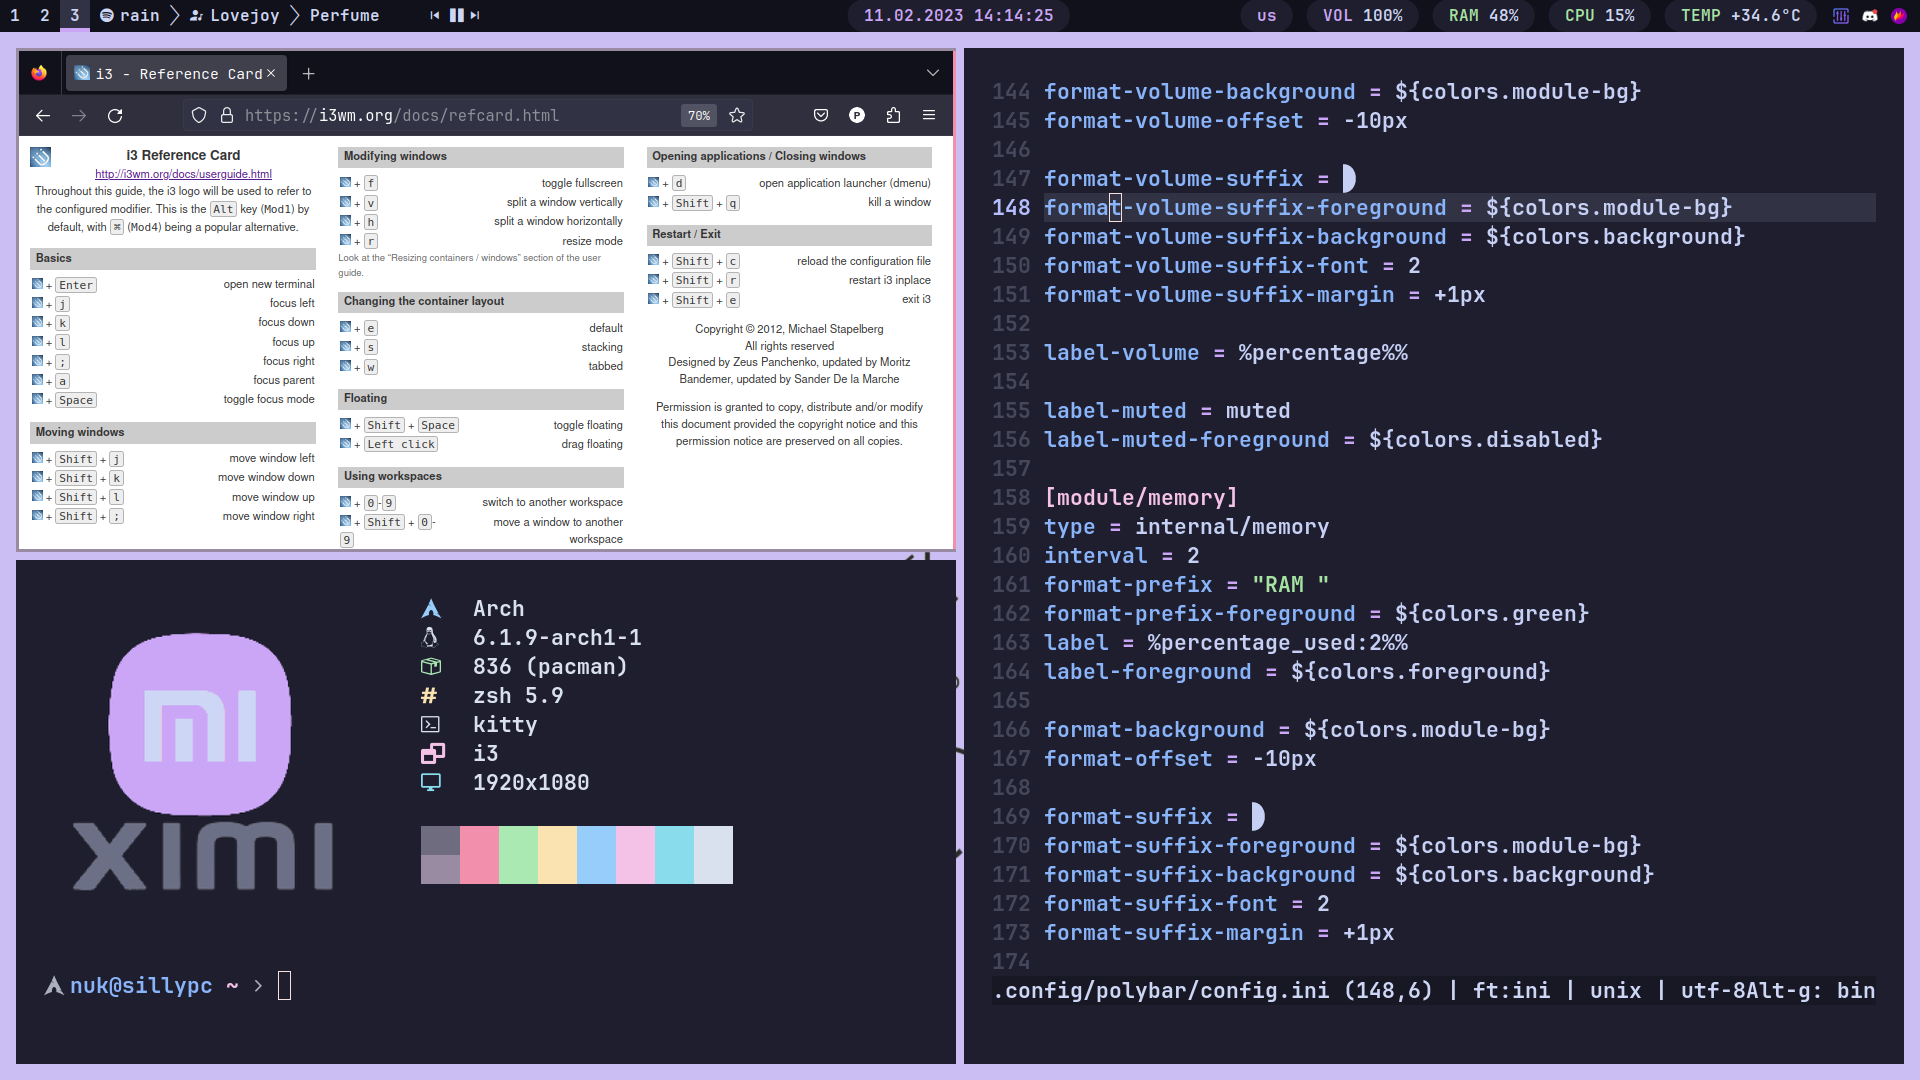 1 2 3 rain Lovejoy Perfume
11.02.2023 14:14:25
us VOL 100% RAM 48% CPU 15% TEMP +34.6°C
i3 - Reference Card
https://i3wm.org/docs/refcard.html 70%
i3 Reference Card
http://i3wm.org/docs/userguide.html
Throughout this guide, the i3 logo will be used to refer to
the configured modifier. This is the Alt key (Mod1) by
default, with ⌘ (Mod4) being a popular alternative.
Basics
+ Enter open new terminal
+ j focus left
+ k focus down
+ l focus up
+ ; focus right
+ a focus parent
+ Space toggle focus mode
Moving windows
+ Shift + j move window left
+ Shift + k move window down
+ Shift + l move window up
+ Shift + ; move window right
Modifying windows
+ f toggle fullscreen
+ v split a window vertically
+ h split a window horizontally
+ r resize mode
Look at the “Resizing containers / windows” section of the user
guide.
Changing the container layout
+ e default
+ s stacking
+ w tabbed
Floating
+ Shift + Space toggle floating
+ Left click drag floating
Using workspaces
+ 0-9 switch to another workspace
+ Shift + 0- move a window to another
9 workspace
Opening applications / Closing windows
+ d open application launcher (dmenu)
+ Shift + q kill a window
Restart / Exit
+ Shift + c reload the configuration file
+ Shift + r restart i3 inplace
+ Shift + e exit i3
Copyright © 2012, Michael Stapelberg
All rights reserved
Designed by Zeus Panchenko, updated by Moritz
Bandemer, updated by Sander De la Marche
Permission is granted to copy, distribute and/or modify
this document provided the copyright notice and this
permission notice are preserved on all copies.
mi
XIMI
Arch
6.1.9-arch1-1
836 (pacman)
# zsh 5.9
kitty
i3
1920x1080
nuk@sillypc ~ >
144 format-volume-background = ${colors.module-bg}
145 format-volume-offset = -10px
146
147 format-volume-suffix =
148 format-volume-suffix-foreground = ${colors.module-bg}
149 format-volume-suffix-background = ${colors.background}
150 format-volume-suffix-font = 2
151 format-volume-suffix-margin = +1px
152
153 label-volume = %percentage%%
154
155 label-muted = muted
156 label-muted-foreground = ${colors.disabled}
157
158 [module/memory]
159 type = internal/memory
160 interval = 2
161 format-prefix = "RAM "
162 format-prefix-foreground = ${colors.green}
163 label = %percentage_used:2%%
164 label-foreground = ${colors.foreground}
165
166 format-background = ${colors.module-bg}
167 format-offset = -10px
168
169 format-suffix =
170 format-suffix-foreground = ${colors.module-bg}
171 format-suffix-background = ${colors.background}
172 format-suffix-font = 2
173 format-suffix-margin = +1px
174
.config/polybar/config.ini (148,6) | ft:ini | unix | utf-8Alt-g: bin